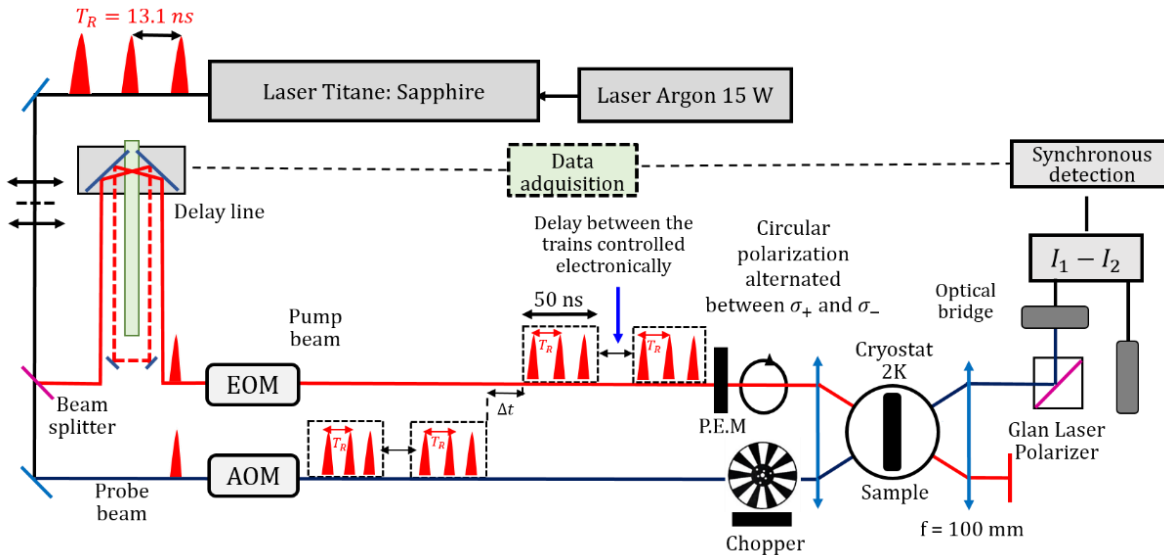 T_R = 13.1 ns
Laser Titane: Sapphire
Laser Argon 15 W
Data
adquisition
Synchronous
detection
Delay line
Delay between the
trains controlled
electronically
Circular
polarization
alternated
between σ₊ and σ₋
I₁ − I₂
Optical
bridge
50 ns
Pump
beam
T_R
T_R
Cryostat
2K
EOM
Beam
splitter
Δt
P.E.M
Glan Laser
Polarizer
T_R
T_R
AOM
Probe
beam
Sample
Chopper
f = 100 mm